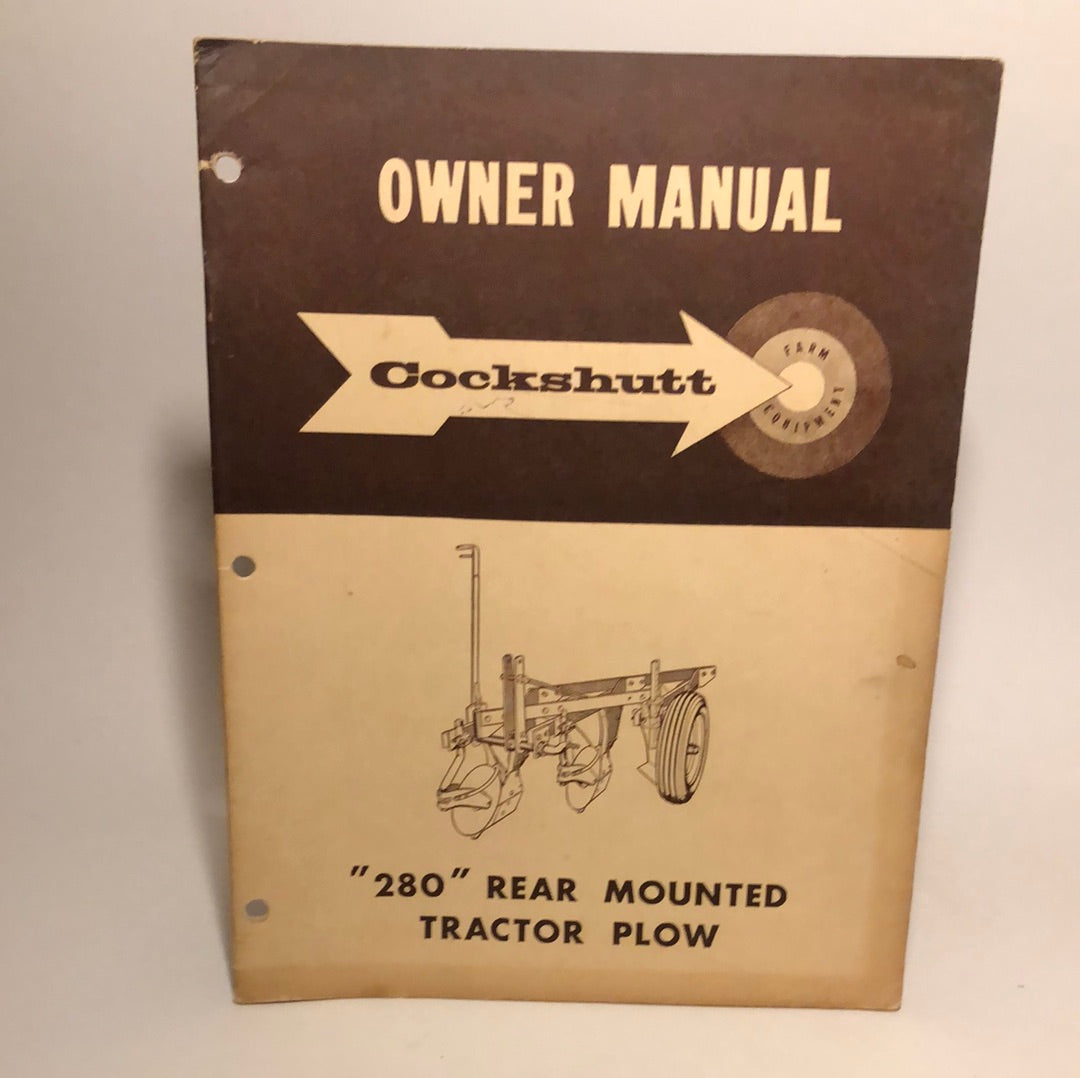 OWNER MANUAL
Cockshutt
FARM
EQUIPMENT
"280" REAR MOUNTED
TRACTOR PLOW